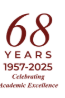 68
YEARS
1957-2025
Celebrating
Academic Excellence